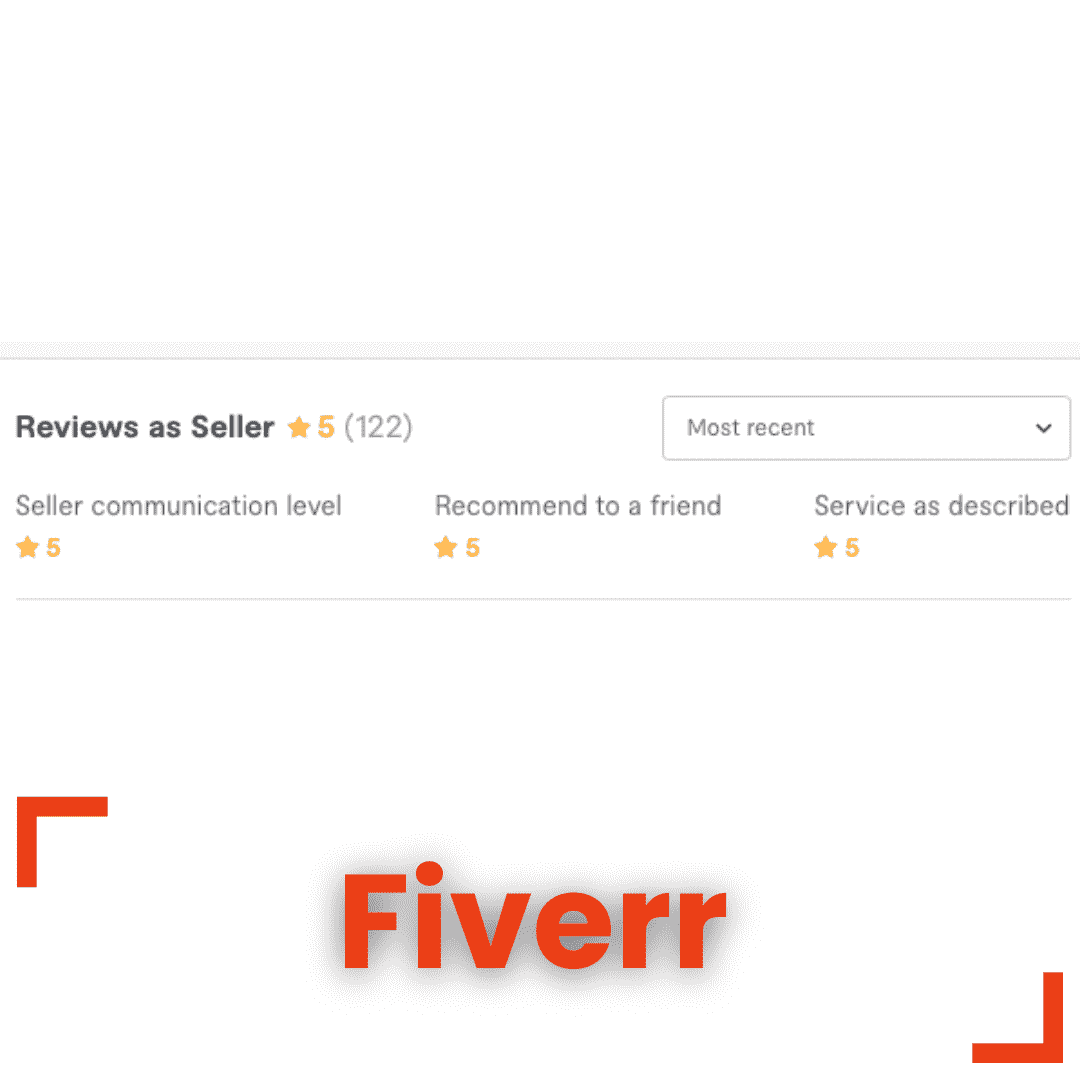 Reviews as Seller ★ 5 (122)
Most recent
Seller communication level
★ 5
Recommend to a friend
★ 5
Service as described
★ 5
Fiverr